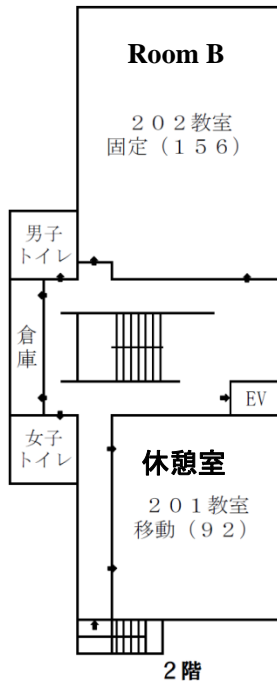 Room B
２０２教室
固定（１５６）
男子
トイレ
倉
庫
EV
女子
トイレ
休憩室
２０１教室
移動（９２）
２階